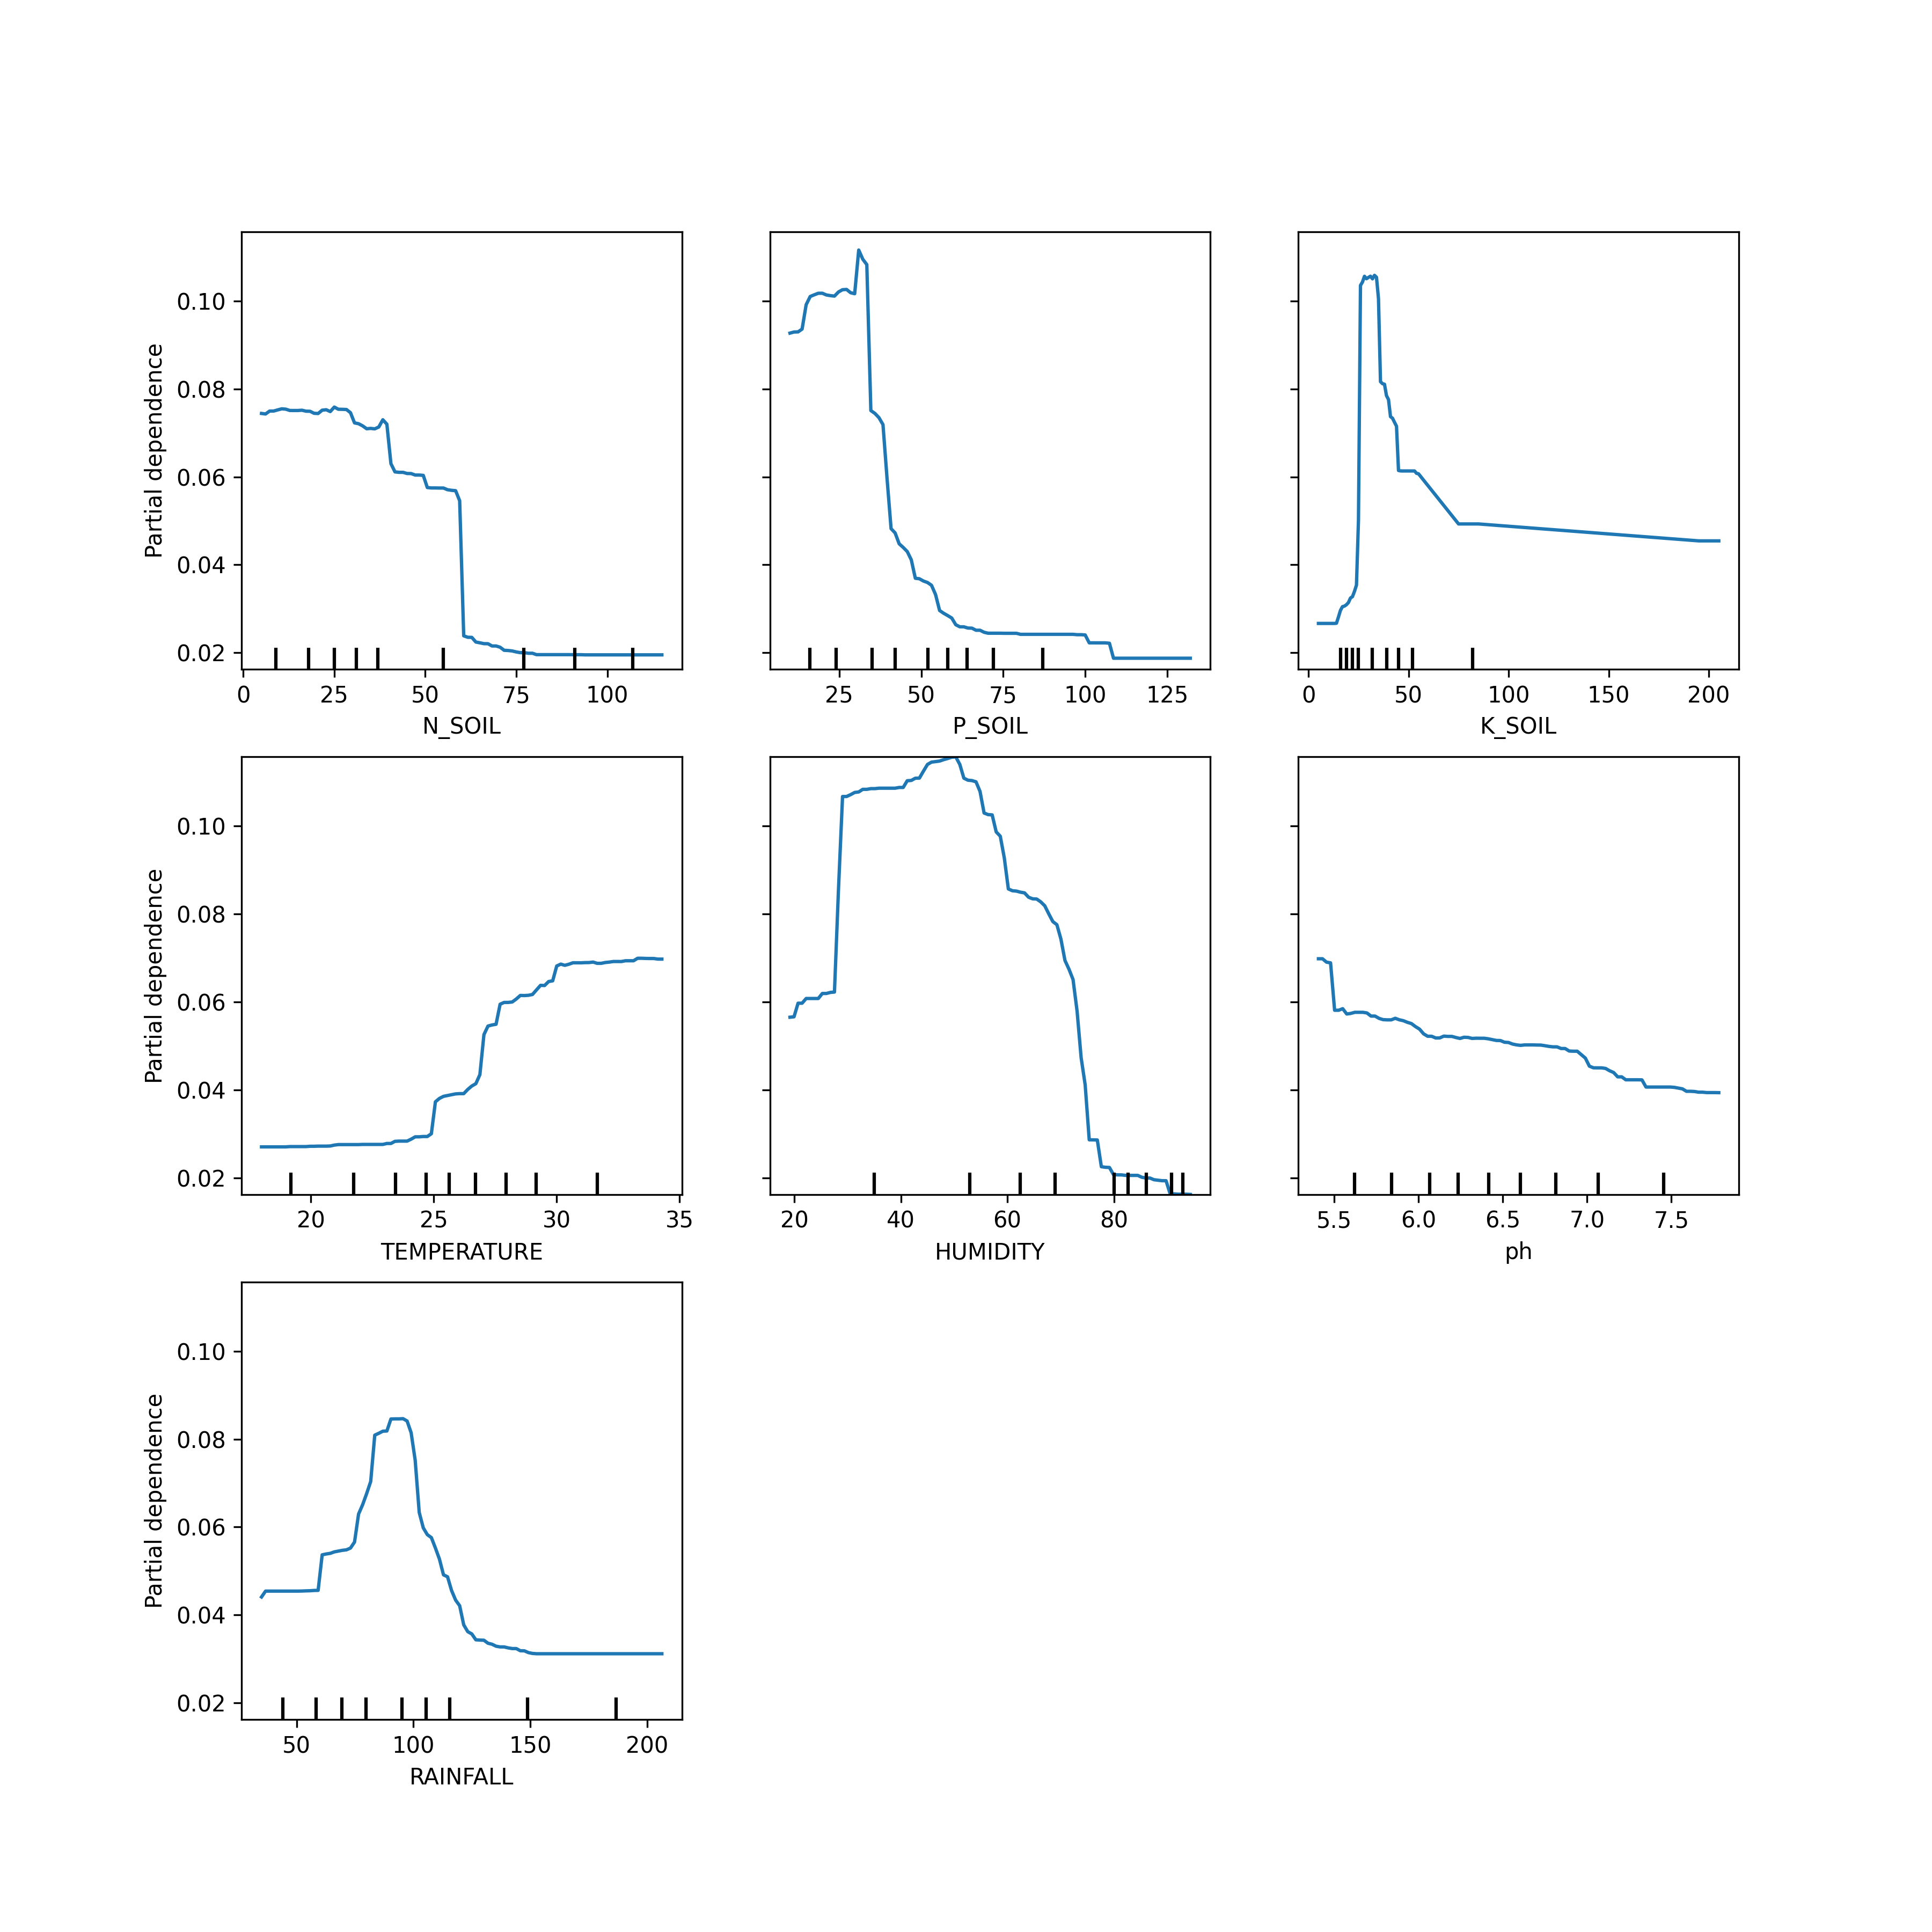 Partial dependence
0.10
0.08
0.06
0.04
0.02
0 25 50 75 100
N_SOIL
25 50 75 100 125
P_SOIL
0 50 100 150 200
K_SOIL
Partial dependence
0.10
0.08
0.06
0.04
0.02
20 25 30 35
TEMPERATURE
20 40 60 80
HUMIDITY
5.5 6.0 6.5 7.0 7.5
ph
Partial dependence
0.10
0.08
0.06
0.04
0.02
50 100 150 200
RAINFALL